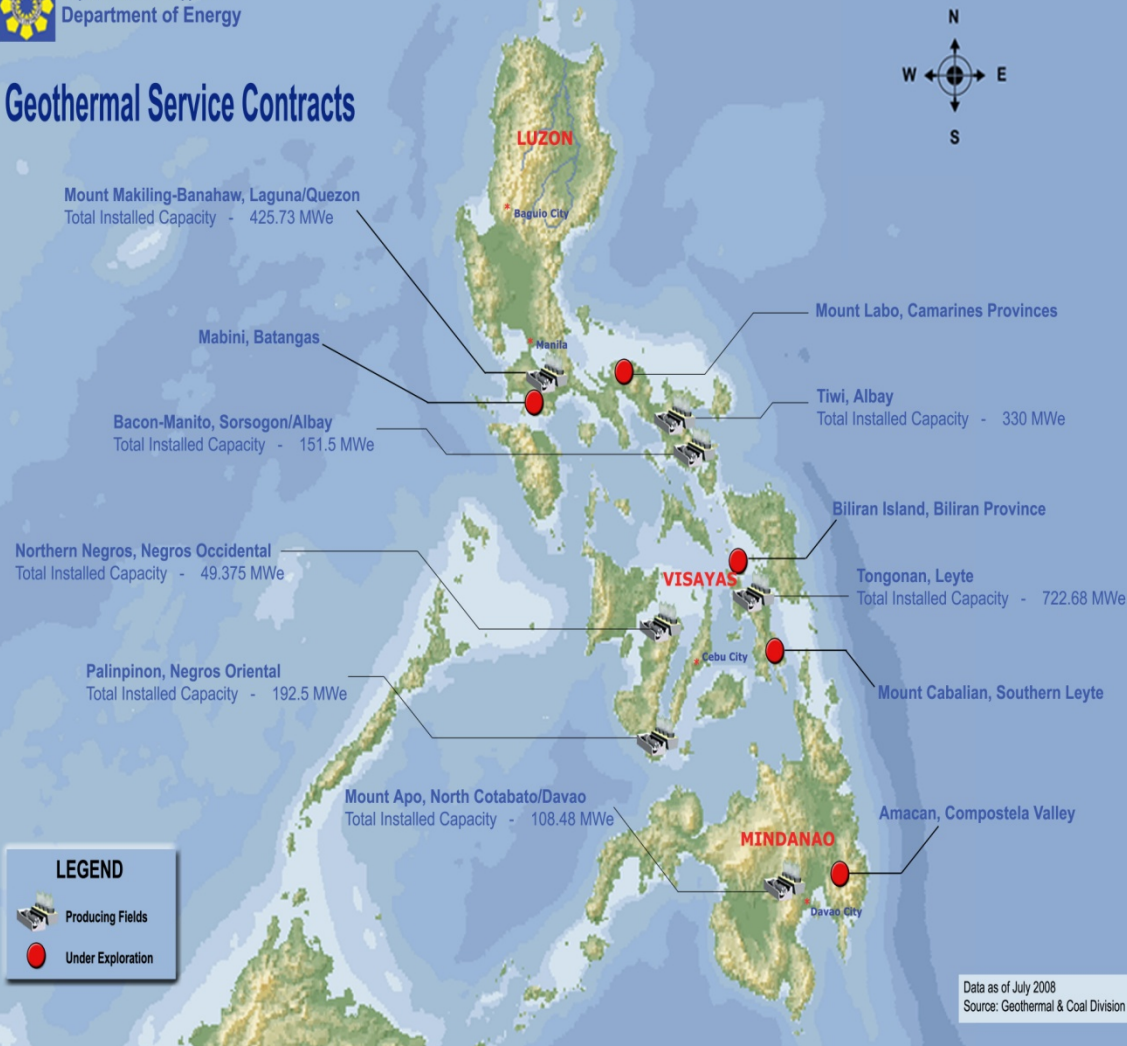 Department of Energy
Geothermal Service Contracts
N
W E
S
LUZON
Baguio City
Mount Makiling-Banahaw, Laguna/Quezon
Total Installed Capacity - 425.73 MWe
Mount Labo, Camarines Provinces
Mabini, Batangas
Manila
Tiwi, Albay
Total Installed Capacity - 330 MWe
Bacon-Manito, Sorsogon/Albay
Total Installed Capacity - 151.5 MWe
Biliran Island, Biliran Province
Northern Negros, Negros Occidental
Total Installed Capacity - 49.375 MWe
VISAYAS
Tongonan, Leyte
Total Installed Capacity - 722.68 MWe
Cebu City
Palinpinon, Negros Oriental
Total Installed Capacity - 192.5 MWe
Mount Cabalian, Southern Leyte
Mount Apo, North Cotabato/Davao
Total Installed Capacity - 108.48 MWe
Amacan, Compostela Valley
MINDANAO
Davao City
LEGEND
Producing Fields
Under Exploration
Data as of July 2008
Source: Geothermal & Coal Division